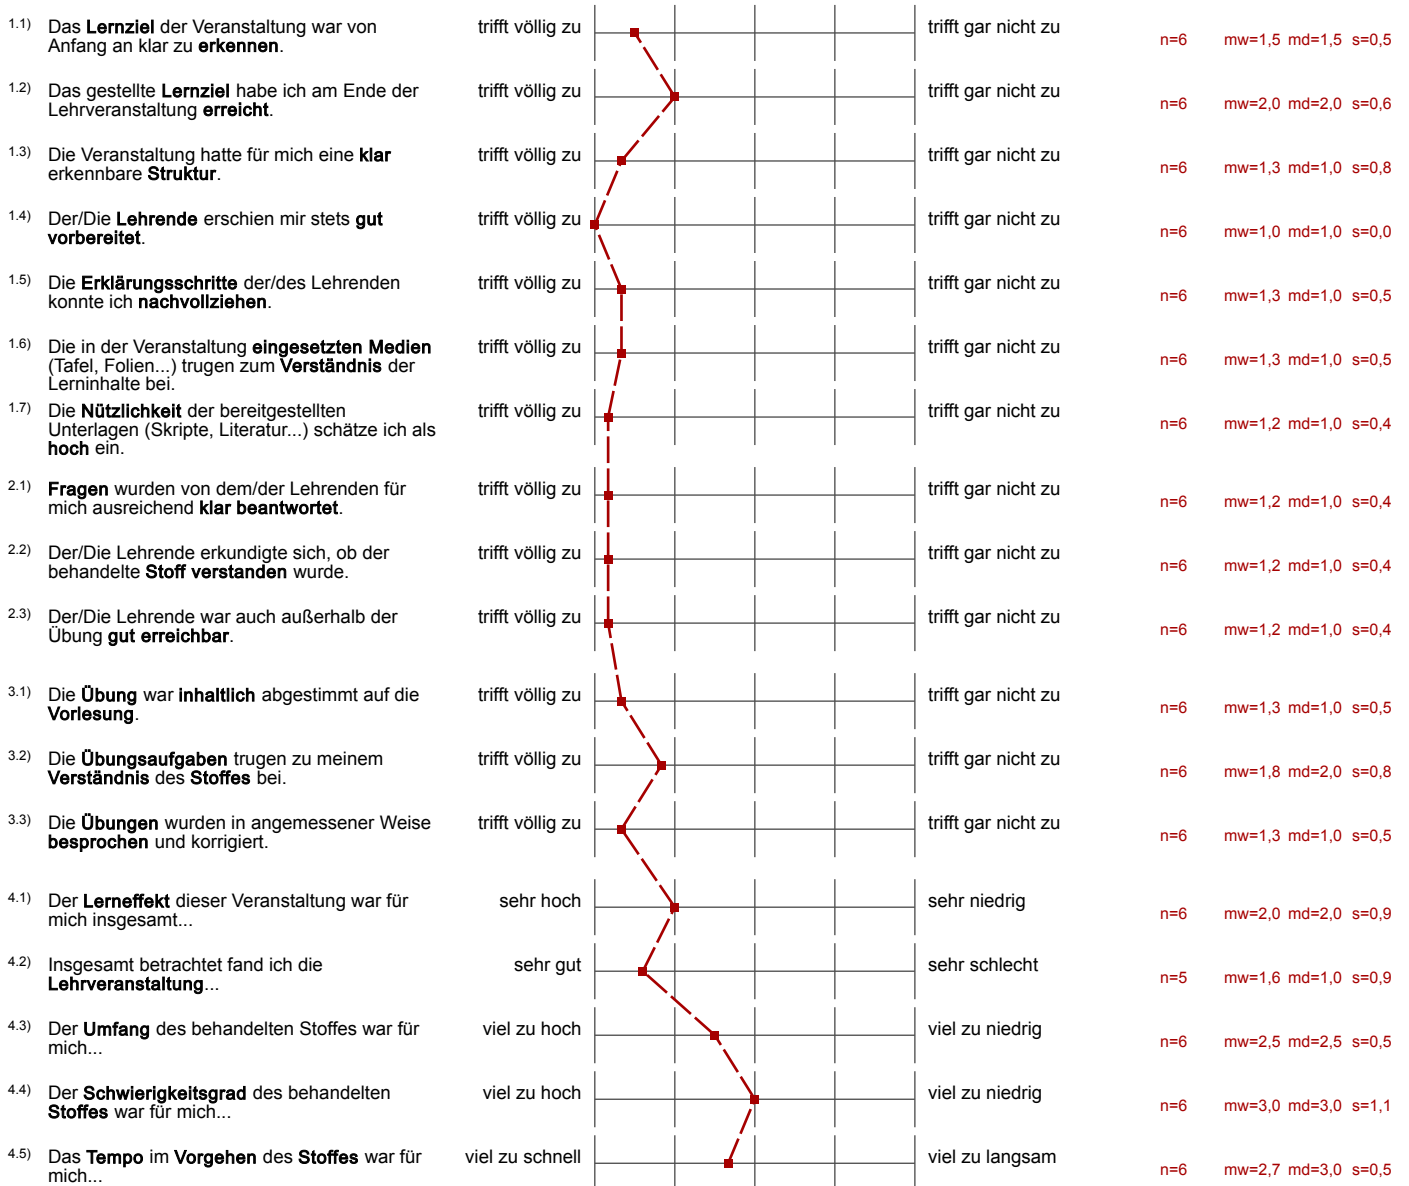 1.1) Das Lernziel der Veranstaltung war von trifft völlig zu trifft gar nicht zu
Anfang an klar zu erkennen. n=6 mw=1,5 md=1,5 s=0,5
1.2) Das gestellte Lernziel habe ich am Ende der trifft völlig zu trifft gar nicht zu
Lehrveranstaltung erreicht. n=6 mw=2,0 md=2,0 s=0,6
1.3) Die Veranstaltung hatte für mich eine klar trifft völlig zu trifft gar nicht zu
erkennbare Struktur. n=6 mw=1,3 md=1,0 s=0,8
1.4) Der/Die Lehrende erschien mir stets gut trifft völlig zu trifft gar nicht zu
vorbereitet. n=6 mw=1,0 md=1,0 s=0,0
1.5) Die Erklärungsschritte der/des Lehrenden trifft völlig zu trifft gar nicht zu
konnte ich nachvollziehen. n=6 mw=1,3 md=1,0 s=0,5
1.6) Die in der Veranstaltung eingesetzten Medien trifft völlig zu trifft gar nicht zu
(Tafel, Folien...) trugen zum Verständnis der n=6 mw=1,3 md=1,0 s=0,5
Lerninhalte bei.
1.7) Die Nützlichkeit der bereitgestellten trifft völlig zu trifft gar nicht zu
Unterlagen (Skripte, Literatur...) schätze ich als n=6 mw=1,2 md=1,0 s=0,4
hoch ein.
2.1) Fragen wurden von dem/der Lehrenden für trifft völlig zu trifft gar nicht zu
mich ausreichend klar beantwortet. n=6 mw=1,2 md=1,0 s=0,4
2.2) Der/Die Lehrende erkundigte sich, ob der trifft völlig zu trifft gar nicht zu
behandelte Stoff verstanden wurde. n=6 mw=1,2 md=1,0 s=0,4
2.3) Der/Die Lehrende war auch außerhalb der trifft völlig zu trifft gar nicht zu
Übung gut erreichbar. n=6 mw=1,2 md=1,0 s=0,4
3.1) Die Übung war inhaltlich abgestimmt auf die trifft völlig zu trifft gar nicht zu
Vorlesung. n=6 mw=1,3 md=1,0 s=0,5
3.2) Die Übungsaufgaben trugen zu meinem trifft völlig zu trifft gar nicht zu
Verständnis des Stoffes bei. n=6 mw=1,8 md=2,0 s=0,8
3.3) Die Übungen wurden in angemessener Weise trifft völlig zu trifft gar nicht zu
besprochen und korrigiert. n=6 mw=1,3 md=1,0 s=0,5
4.1) Der Lerneffekt dieser Veranstaltung war für sehr hoch sehr niedrig
mich insgesamt... n=6 mw=2,0 md=2,0 s=0,9
4.2) Insgesamt betrachtet fand ich die sehr gut sehr schlecht
Lehrveranstaltung... n=5 mw=1,6 md=1,0 s=0,9
4.3) Der Umfang des behandelten Stoffes war für viel zu hoch viel zu niedrig
mich... n=6 mw=2,5 md=2,5 s=0,5
4.4) Der Schwierigkeitsgrad des behandelten viel zu hoch viel zu niedrig
Stoffes war für mich... n=6 mw=3,0 md=3,0 s=1,1
4.5) Das Tempo im Vorgehen des Stoffes war für viel zu schnell viel zu langsam
mich... n=6 mw=2,7 md=3,0 s=0,5